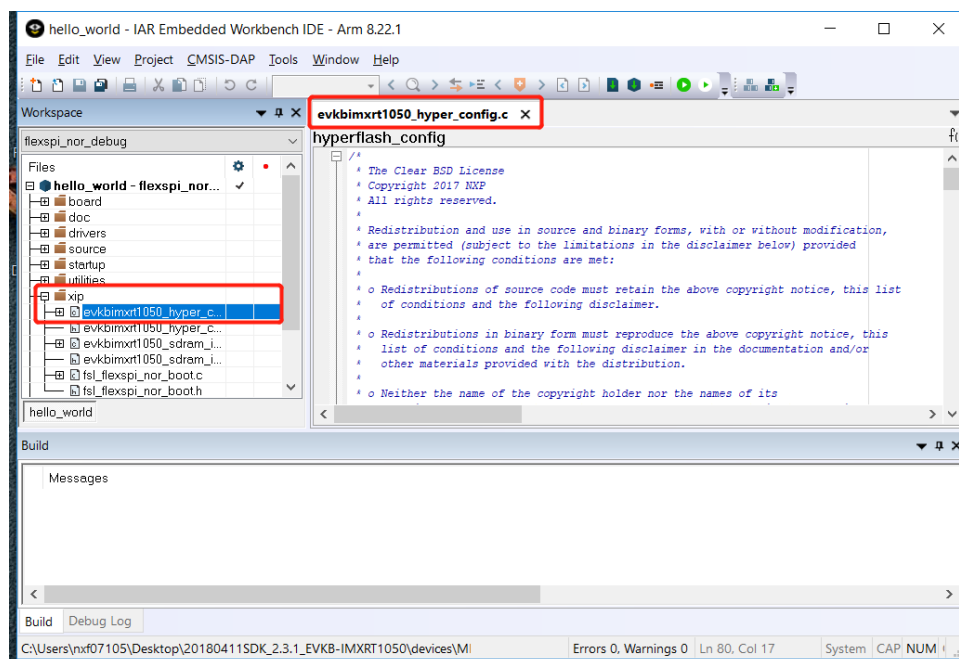 hello_world - IAR Embedded Workbench IDE - Arm 8.22.1
File Edit View Project CMSIS-DAP Tools Window Help
Workspace
flexspi_nor_debug
Files
hello_world - flexspi_nor...
board
doc
drivers
source
startup
utilities
xip
evkbimxrt1050_hyper_c...
evkbimxrt1050_hyper_c...
evkbimxrt1050_sdram_i...
evkbimxrt1050_sdram_i...
fsl_flexspi_nor_boot.c
fsl_flexspi_nor_boot.h
hello_world
evkbimxrt1050_hyper_config.c
hyperflash_config
/*
* The Clear BSD License
* Copyright 2017 NXP
* All rights reserved.
*
* Redistribution and use in source and binary forms, with or without modification,
* are permitted (subject to the limitations in the disclaimer below) provided
* that the following conditions are met:
*
* o Redistributions of source code must retain the above copyright notice, this list
* of conditions and the following disclaimer.
*
* o Redistributions in binary form must reproduce the above copyright notice, this
* list of conditions and the following disclaimer in the documentation and/or
* other materials provided with the distribution.
*
* o Neither the name of the copyright holder nor the names of its
Build
Messages
Build Debug Log
C:\Users\nxf07105\Desktop\20180411SDK_2.3.1_EVKB-IMXRT1050\devices\MI
Errors 0, Warnings 0 Ln 80, Col 17 System CAP NUM